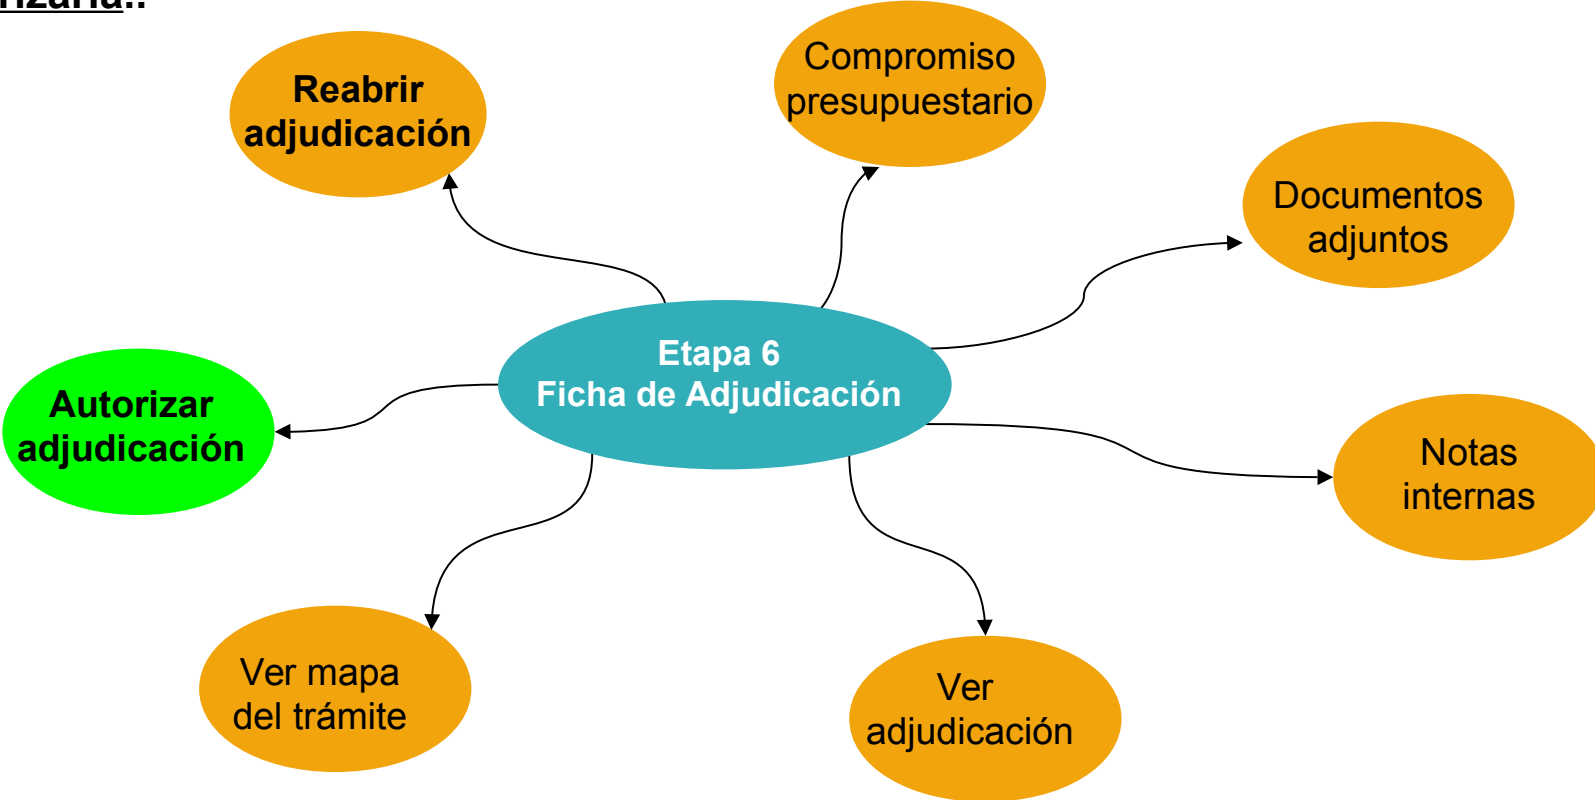 Reabrir
adjudicación
Compromiso
presupuestario
Documentos
adjuntos
Etapa 6
Ficha de Adjudicación
Autorizar
adjudicación
Notas
internas
Ver mapa
del trámite
Ver
adjudicación